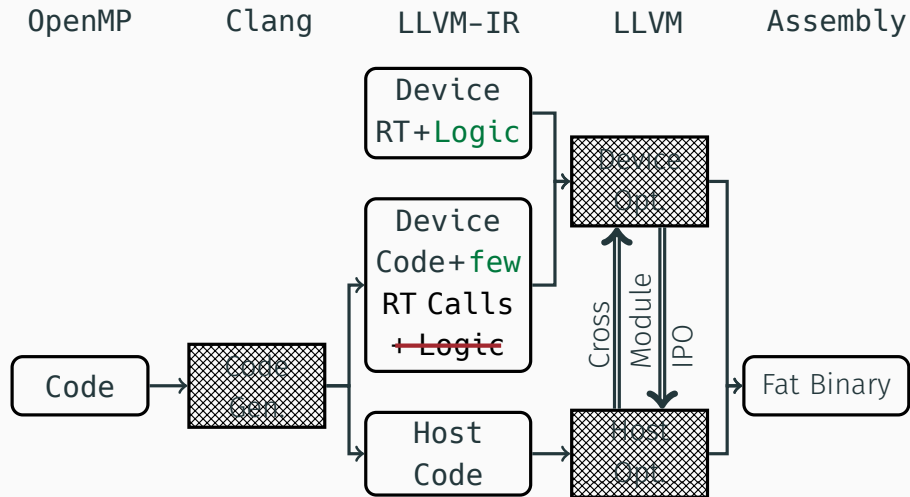 OpenMP Clang LLVM-IR LLVM Assembly
Device
RT+Logic
Device
Opt.
Device
Code+few
RT Calls
+ Logic
Cross
Module
IPO
Code
Gen.
Code
Fat Binary
Host
Code
Host
Opt.